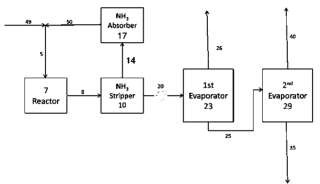 49
50
NH₃
Absorber
17
26
40
5
14
7
Reactor
8
NH₃
Stripper
10
20
1st
Evaporator
23
2nd
Evaporator
29
25
35